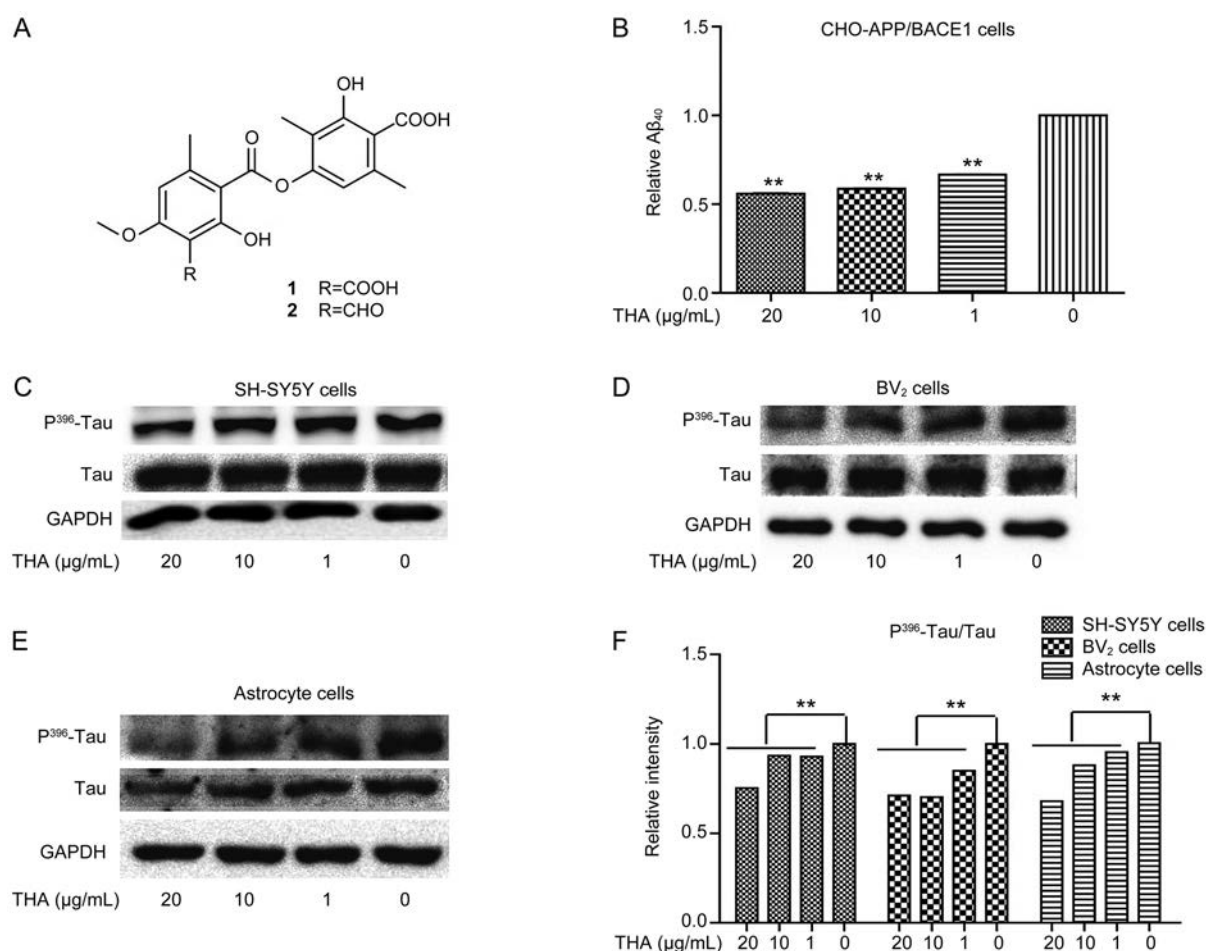 A
OH
COOH
O
O
O
OH
R
1 R=COOH
2 R=CHO
B
CHO-APP/BACE1 cells
Relative Aβ₄₀
1.5
1.0
0.5
0.0
** ** **
THA (μg/mL) 20 10 1 0
C
SH-SY5Y cells
P³⁹⁶-Tau
Tau
GAPDH
THA (μg/mL) 20 10 1 0
D
BV₂ cells
P³⁹⁶-Tau
Tau
GAPDH
THA (μg/mL) 20 10 1 0
E
Astrocyte cells
P³⁹⁶-Tau
Tau
GAPDH
THA (μg/mL) 20 10 1 0
F
P³⁹⁶-Tau/Tau
SH-SY5Y cells
BV₂ cells
Astrocyte cells
Relative intensity
1.5
1.0
0.5
0.0
** ** **
THA (μg/mL) 20 10 1 0 20 10 1 0 20 10 1 0